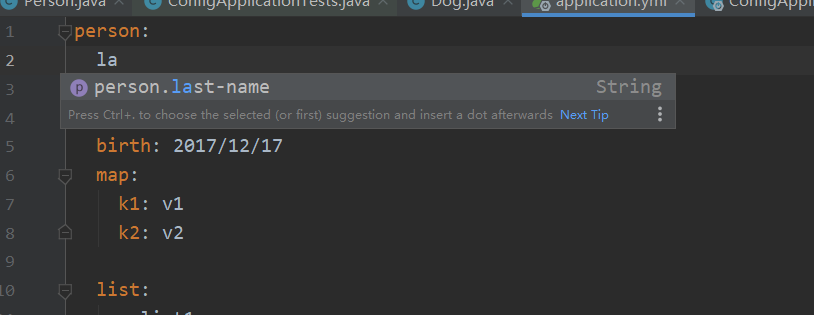 Person.java ConfigApplicationTests.java Dog.java application.yml ConfigAppli
1 person:
2 la
3 person.last-name String
4 Press Ctrl+. to choose the selected (or first) suggestion and insert a dot afterwards Next Tip
5 birth: 2017/12/17
6 map:
7 k1: v1
8 k2: v2
9
10 list: